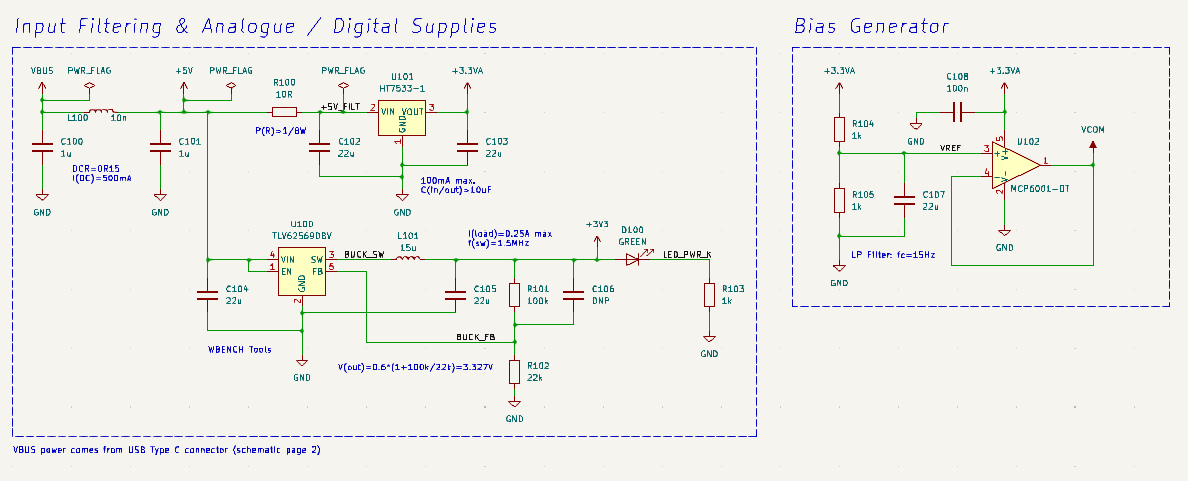 Input Filtering & Analogue / Digital Supplies
VBUS
PWR_FLAG
+5V
PWR_FLAG
R100
10R
P(R)=1/8W
PWR_FLAG
+5V_FILT
U101
HT7533-1
VIN
VOUT
GND
2
3
1
+3.3VA
L100
10n
C100
1u
DCR=0R15
I(DC)=500mA
C101
1u
C102
22u
C103
22u
100mA max.
C(in/out)>10uF
GND
GND
GND
U100
TLV62569DBV
VIN
EN
SW
FB
GND
4
1
3
5
2
BUCK_SW
L101
15u
I(load)=0.25A max
f(sw)=1.5MHz
+3V3
D100
GREEN
LED_PWR_K
C104
22u
C105
22u
R101
100k
C106
DNP
R103
1k
WBENCH Tools
GND
BUCK_FB
V(out)=0.6*(1+100k/22k)=3.327V
R102
22k
GND
GND
VBUS power comes from USB Type C connector (schematic page 2)
Bias Generator
+3.3VA
C108
100n
+3.3VA
R104
1k
GND
VREF
U102
MCP6001-OT
3
4
5
2
1
+
-
V+
V-
VCOM
R105
1k
C107
22u
LP Filter: fc=15Hz
GND
GND